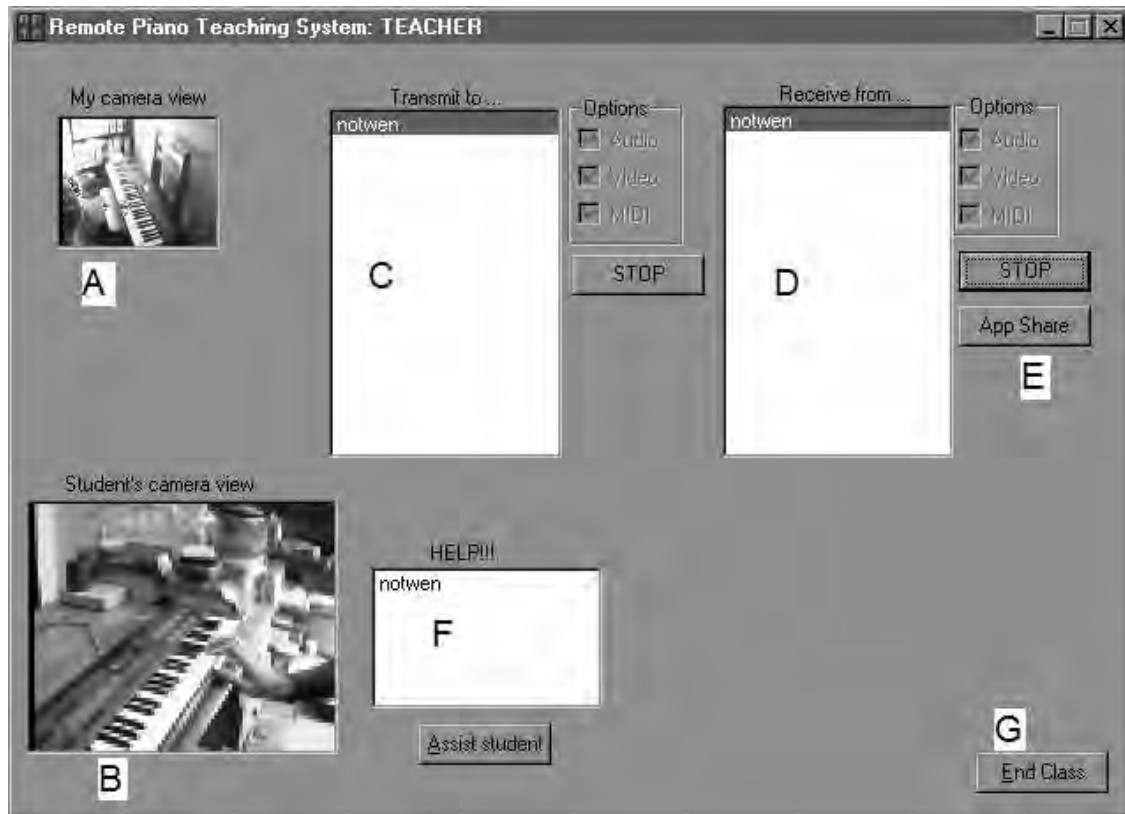 Remote Piano Teaching System: TEACHER
My camera view
A
Transmit to ...
notwen
C
Options
Audio
Video
MIDI
STOP
Receive from ...
notwen
D
Options
Audio
Video
MIDI
STOP
App Share
E
Student's camera view
B
HELP!!!
notwen
F
Assist student
G
End Class